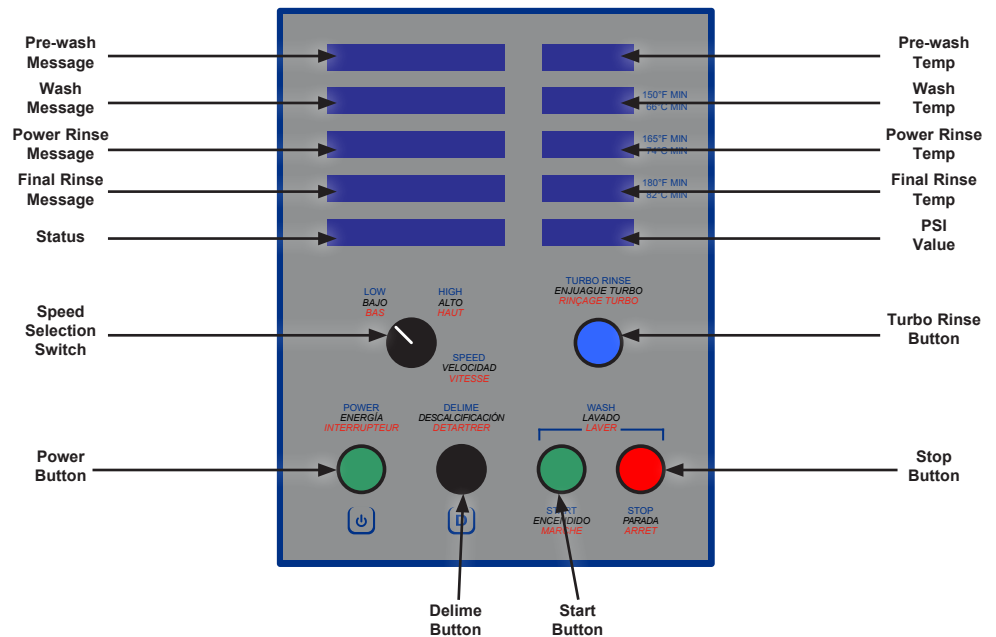 Pre-wash
Message
Pre-wash
Temp
Wash
Message
150°F MIN
66°C MIN
Wash
Temp
Power Rinse
Message
165°F MIN
74°C MIN
Power Rinse
Temp
Final Rinse
Message
180°F MIN
82°C MIN
Final Rinse
Temp
Status
PSI
Value
LOW
BAJO
BAS
HIGH
ALTO
HAUT
TURBO RINSE
ENJUAGUE TURBO
RINÇAGE TURBO
Speed
Selection
Switch
SPEED
VELOCIDAD
VITESSE
Turbo Rinse
Button
POWER
ENERGÍA
INTERRUPTEUR
DELIME
DESCALCIFICACIÓN
DETARTRER
WASH
LAVADO
LAVER
Power
Button
Stop
Button
D
START
ENCENDIDO
MARCHE
STOP
PARADA
ARRET
Delime
Button
Start
Button